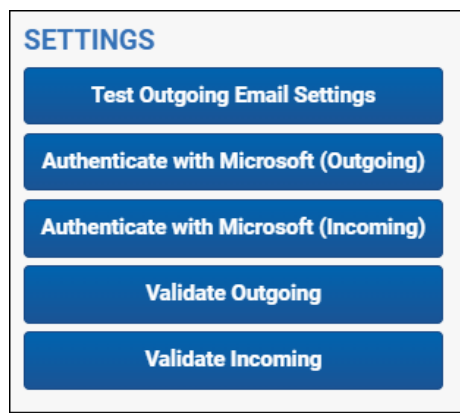 SETTINGS
Test Outgoing Email Settings
Authenticate with Microsoft (Outgoing)
Authenticate with Microsoft (Incoming)
Validate Outgoing
Validate Incoming